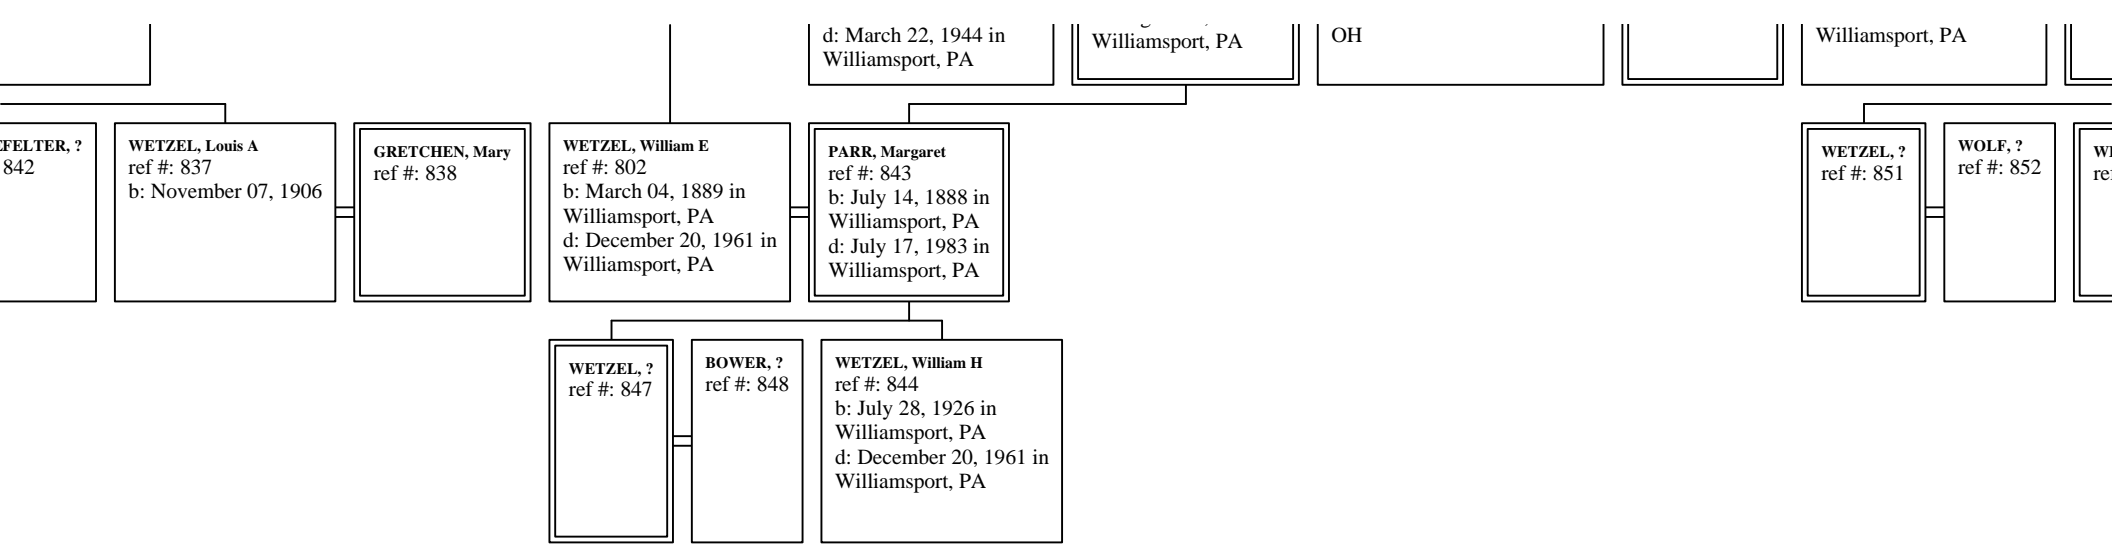 d: March 22, 1944 in
Williamsport, PA
Williamsport, PA
OH
Williamsport, PA
842
WETZEL, Louis A
ref #: 837
b: November 07, 1906
GRETCHEN, Mary
ref #: 838
WETZEL, William E
ref #: 802
b: March 04, 1889 in
Williamsport, PA
d: December 20, 1961 in
Williamsport, PA
PARR, Margaret
ref #: 843
b: July 14, 1888 in
Williamsport, PA
d: July 17, 1983 in
Williamsport, PA
WETZEL, ?
ref #: 851
WOLF, ?
ref #: 852
WETZEL, ?
ref #: 847
BOWER, ?
ref #: 848
WETZEL, William H
ref #: 844
b: July 28, 1926 in
Williamsport, PA
d: December 20, 1961 in
Williamsport, PA